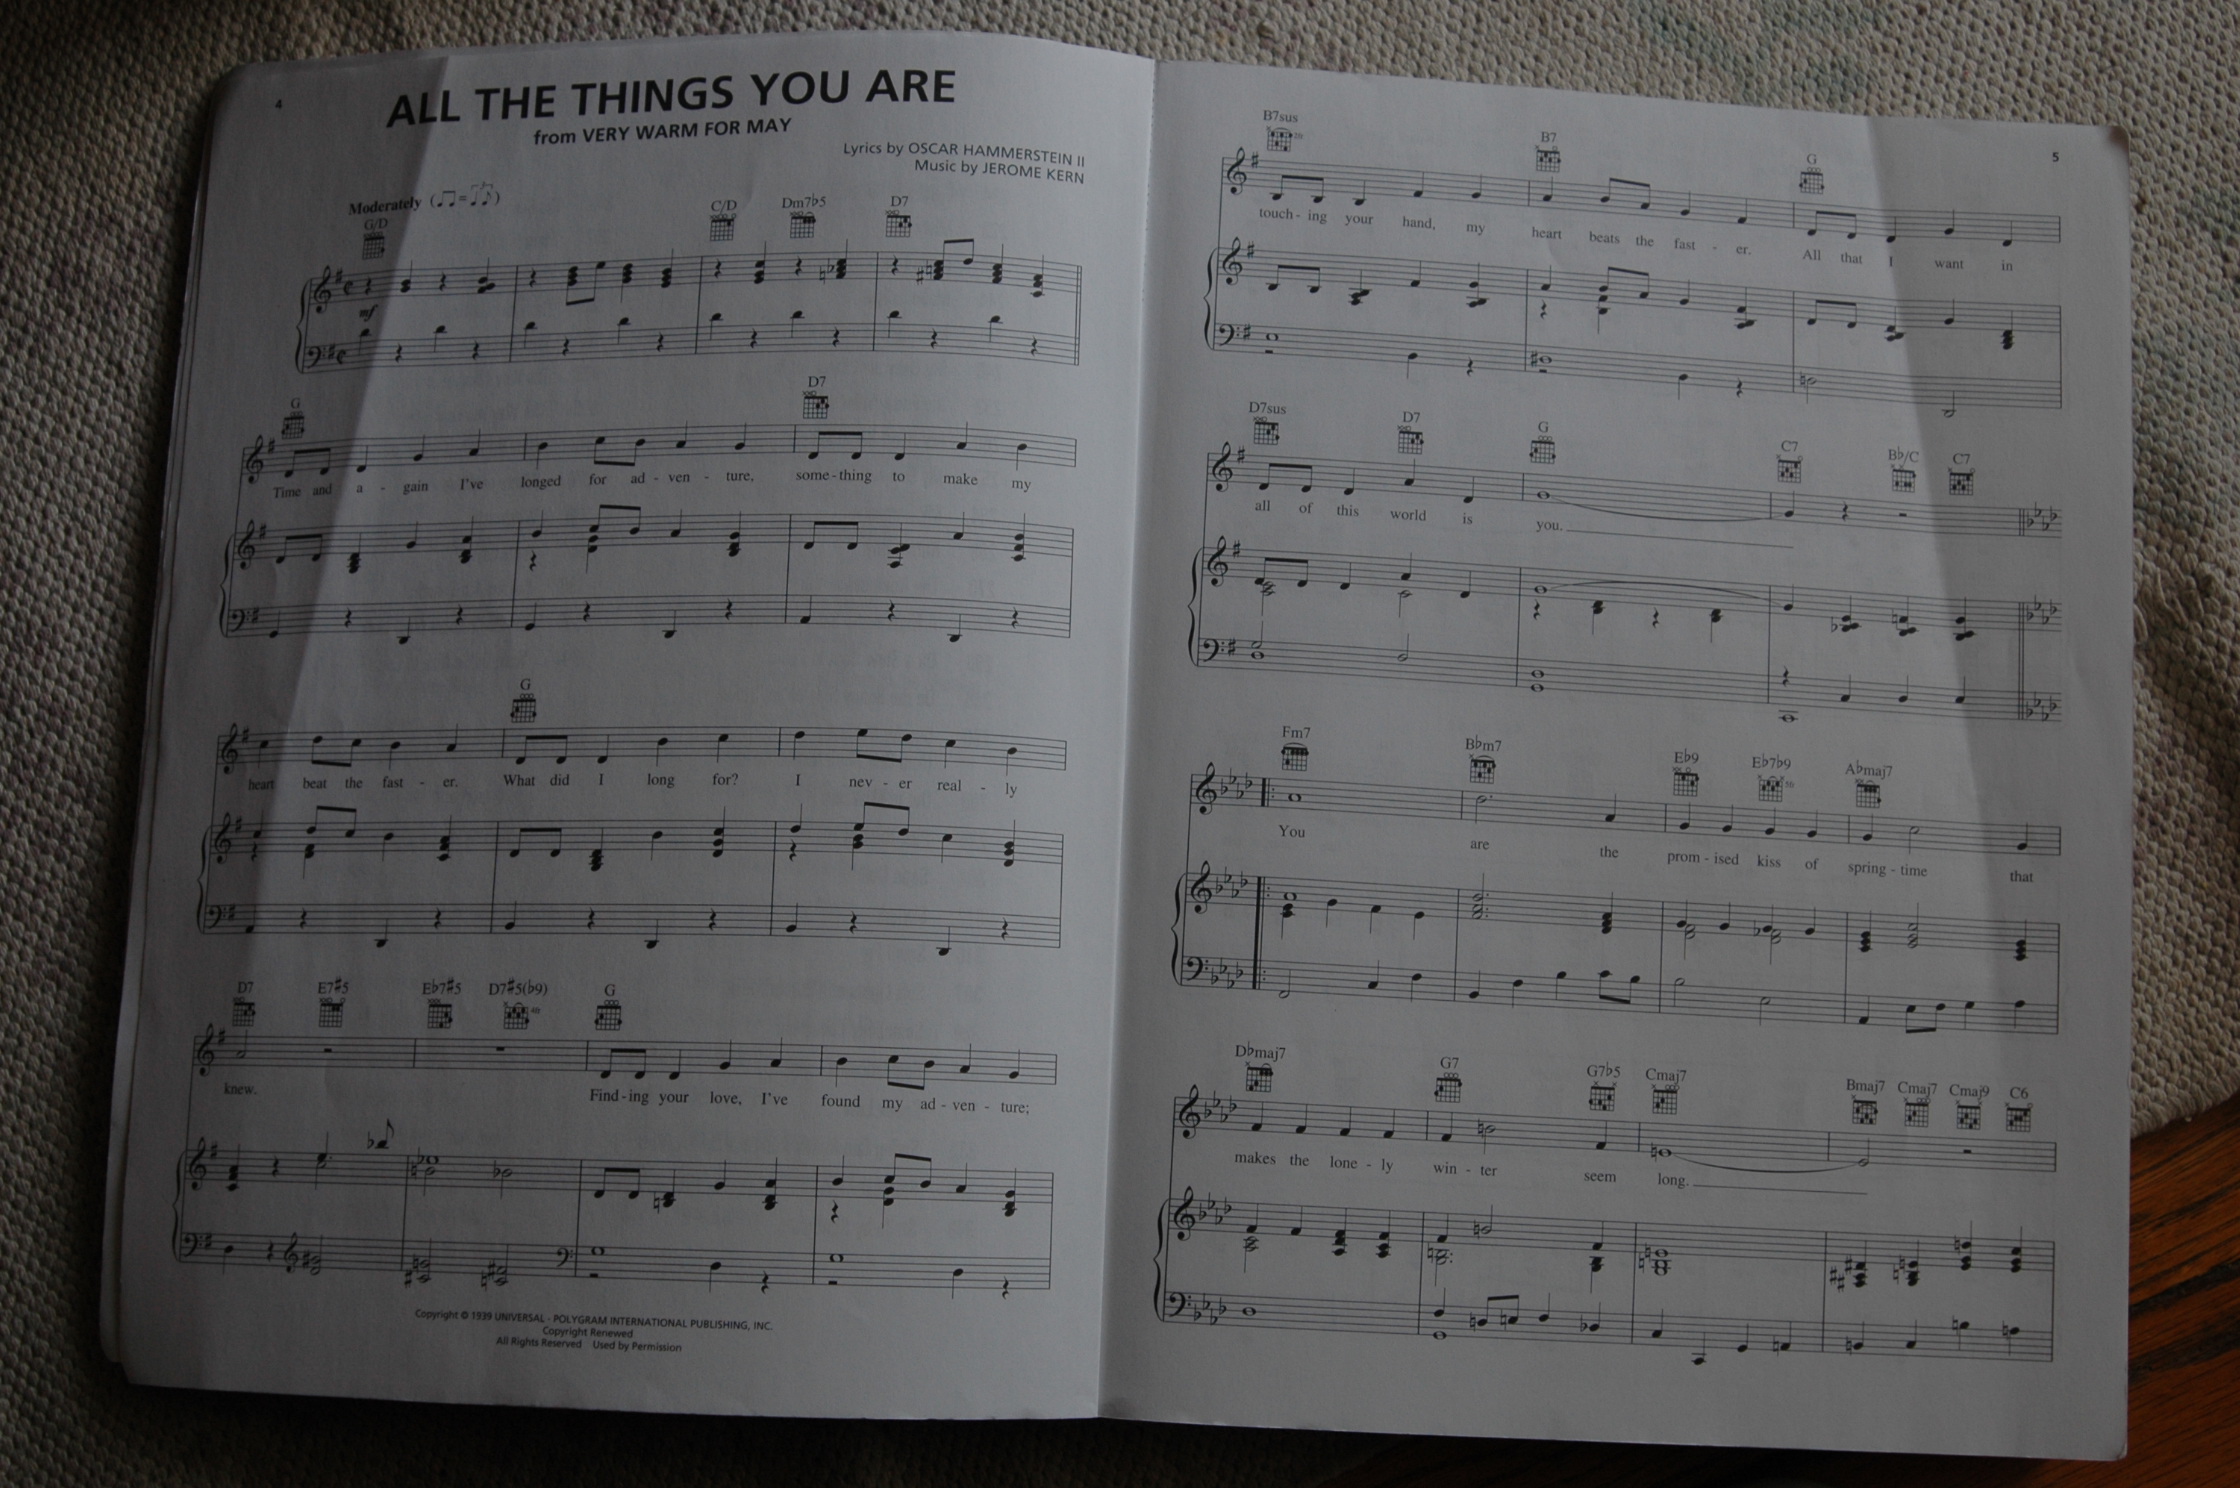 4
ALL THE THINGS YOU ARE
from VERY WARM FOR MAY
Lyrics by OSCAR HAMMERSTEIN II
Music by JEROME KERN
Moderately
G/D C/D Dm7♭5 D7
mf
G D7
Time and a - gain I've longed for ad - ven - ture, some - thing to make my
G
heart beat the fast - er. What did I long for? I nev - er real - ly
D7 E7♯5 E♭7♯5 D7♯5(♭9) G
knew. Find - ing your love, I've found my ad - ven - ture;
Copyright © 1939 UNIVERSAL - POLYGRAM INTERNATIONAL PUBLISHING, INC.
Copyright Renewed
All Rights Reserved Used by Permission
5
B7sus B7 G
touch - ing your hand, my heart beats the fast - er. All that I want in
D7sus D7 G C7 B♭/C C7
all of this world is you.
Fm7 B♭m7 E♭9 E♭7♭9 A♭maj7
You are the prom - ised kiss of spring - time that
D♭maj7 G7 G7♭5 Cmaj7 Bmaj7 Cmaj7 Cmaj9 C6
makes the lone - ly win - ter seem long.